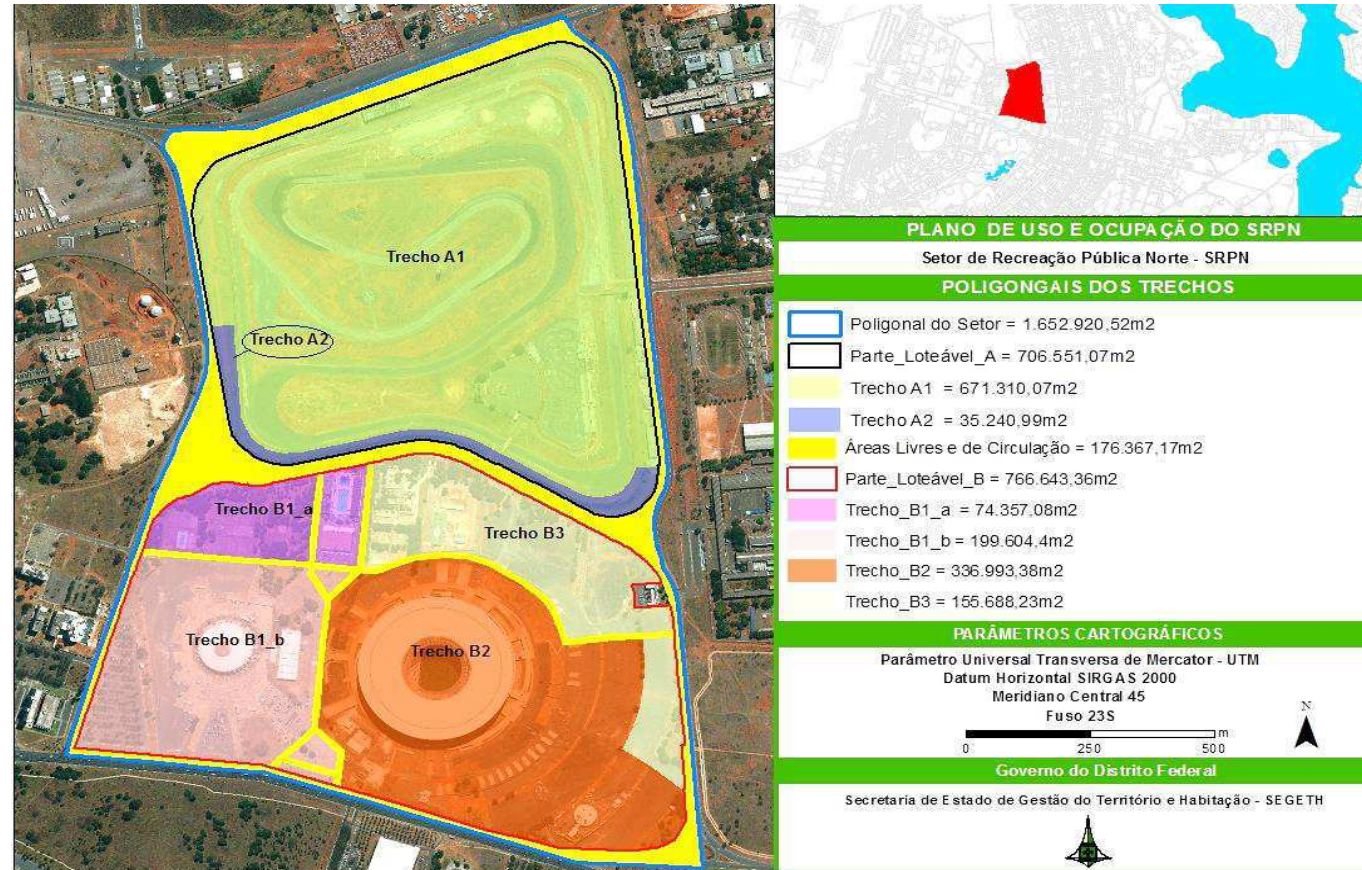 Trecho A1
Trecho A2
Trecho B1_a
Trecho B3
Trecho B1_b
Trecho B2
PLANO DE USO E OCUPAÇÃO DO SRPN
Setor de Recreação Pública Norte - SRPN
POLIGONGAIS DOS TRECHOS
Poligonal do Setor = 1.652.920,52m2
Parte_Loteável_A = 706.551,07m2
Trecho A1 = 671.310,07m2
Trecho A2 = 35.240,99m2
Áreas Livres e de Circulação = 176.367,17m2
Parte_Loteável_B = 766.643,36m2
Trecho_B1_a = 74.357,08m2
Trecho_B1_b = 199.604,4m2
Trecho_B2 = 336.993,38m2
Trecho_B3 = 155.688,23m2
PARÂMETROS CARTOGRÁFICOS
Parâmetro Universal Transversa de Mercator - UTM
Datum Horizontal SIRGAS 2000
Meridiano Central 45
Fuso 23S
N
m
0 250 500
Governo do Distrito Federal
Secretaria de Estado de Gestão do Território e Habitação - SEGETH